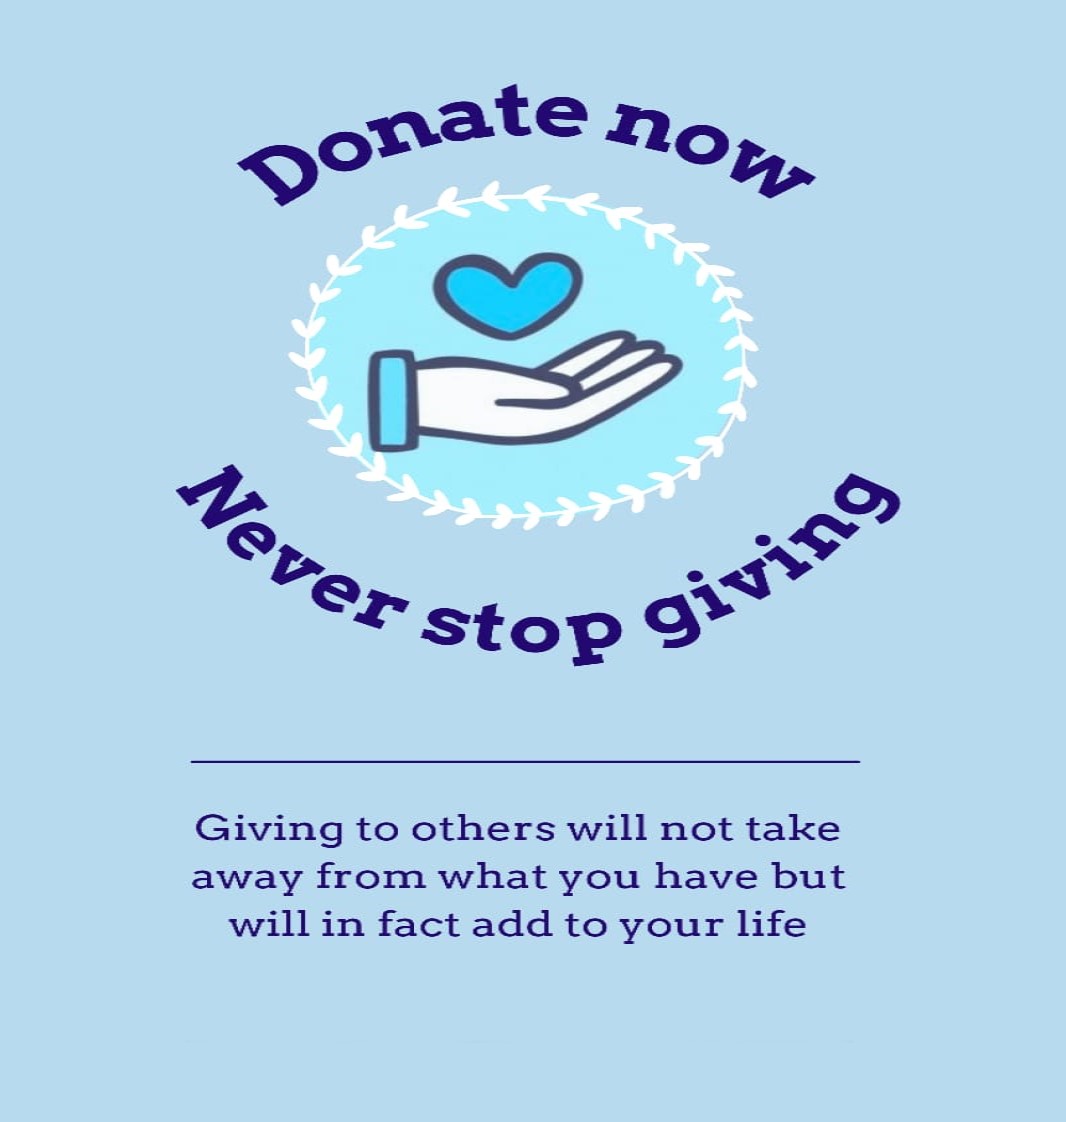 Donate now
Never stop giving
Giving to others will not take
away from what you have but
will in fact add to your life